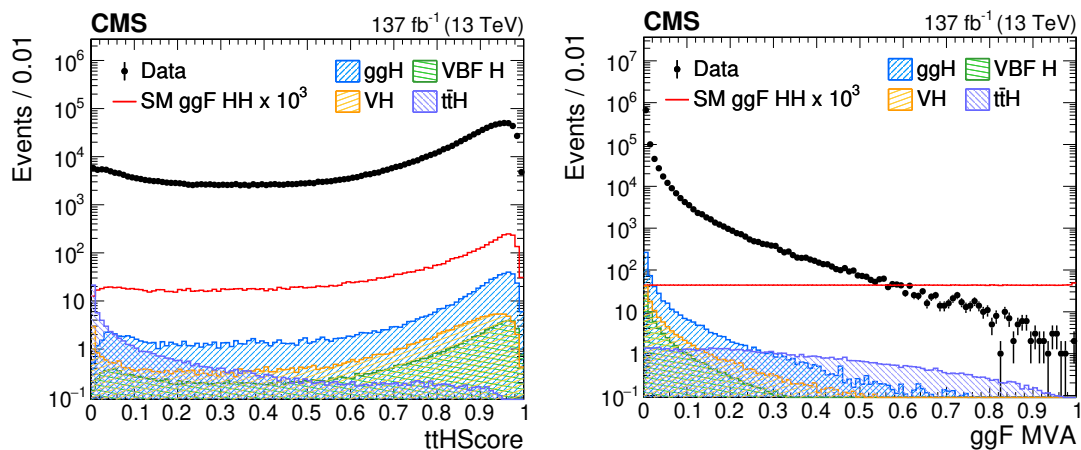 CMS 137 fb⁻¹ (13 TeV)
Events / 0.01
10⁶
10⁵
10⁴
10³
10²
10
1
10⁻¹
Data
SM ggF HH x 10³
ggH
VBF H
VH
tt̄H
0 0.1 0.2 0.3 0.4 0.5 0.6 0.7 0.8 0.9 1
ttHScore
CMS 137 fb⁻¹ (13 TeV)
Events / 0.01
10⁷
10⁶
10⁵
10⁴
10³
10²
10
1
10⁻¹
Data
SM ggF HH x 10³
ggH
VBF H
VH
tt̄H
0 0.1 0.2 0.3 0.4 0.5 0.6 0.7 0.8 0.9 1
ggF MVA